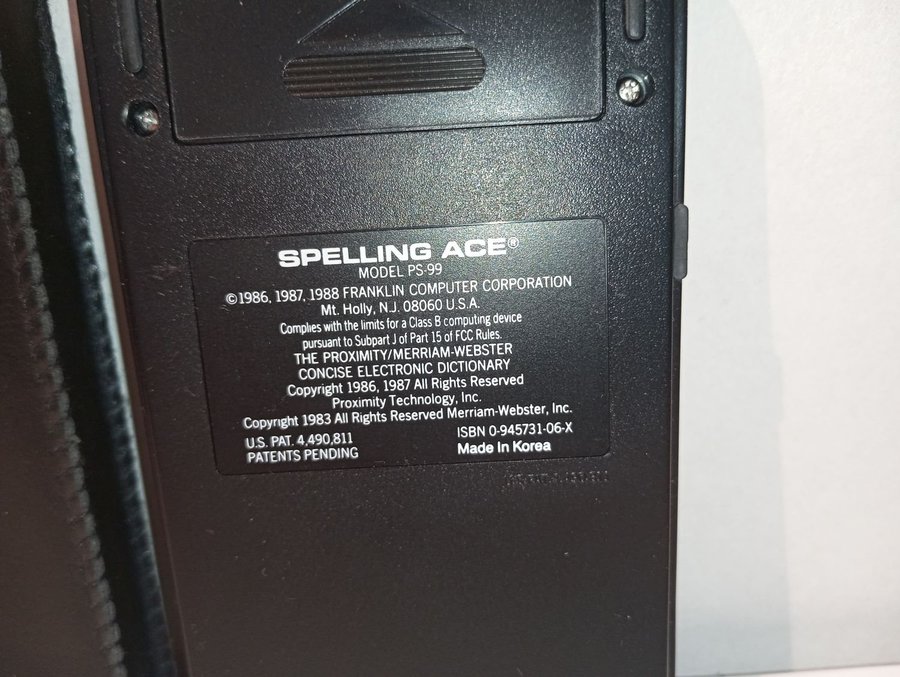 SPELLING ACE®
MODEL PS-99
©1986, 1987, 1988 FRANKLIN COMPUTER CORPORATION
Mt. Holly, N.J. 08060 U.S.A.
Complies with the limits for a Class B computing device
pursuant to Subpart J of Part 15 of FCC Rules.
THE PROXIMITY/MERRIAM-WEBSTER
CONCISE ELECTRONIC DICTIONARY
Copyright 1986, 1987 All Rights Reserved
Proximity Technology, Inc.
Copyright 1983 All Rights Reserved Merriam-Webster, Inc.
U.S. PAT. 4,490,811
PATENTS PENDING
ISBN 0-945731-06-X
Made In Korea